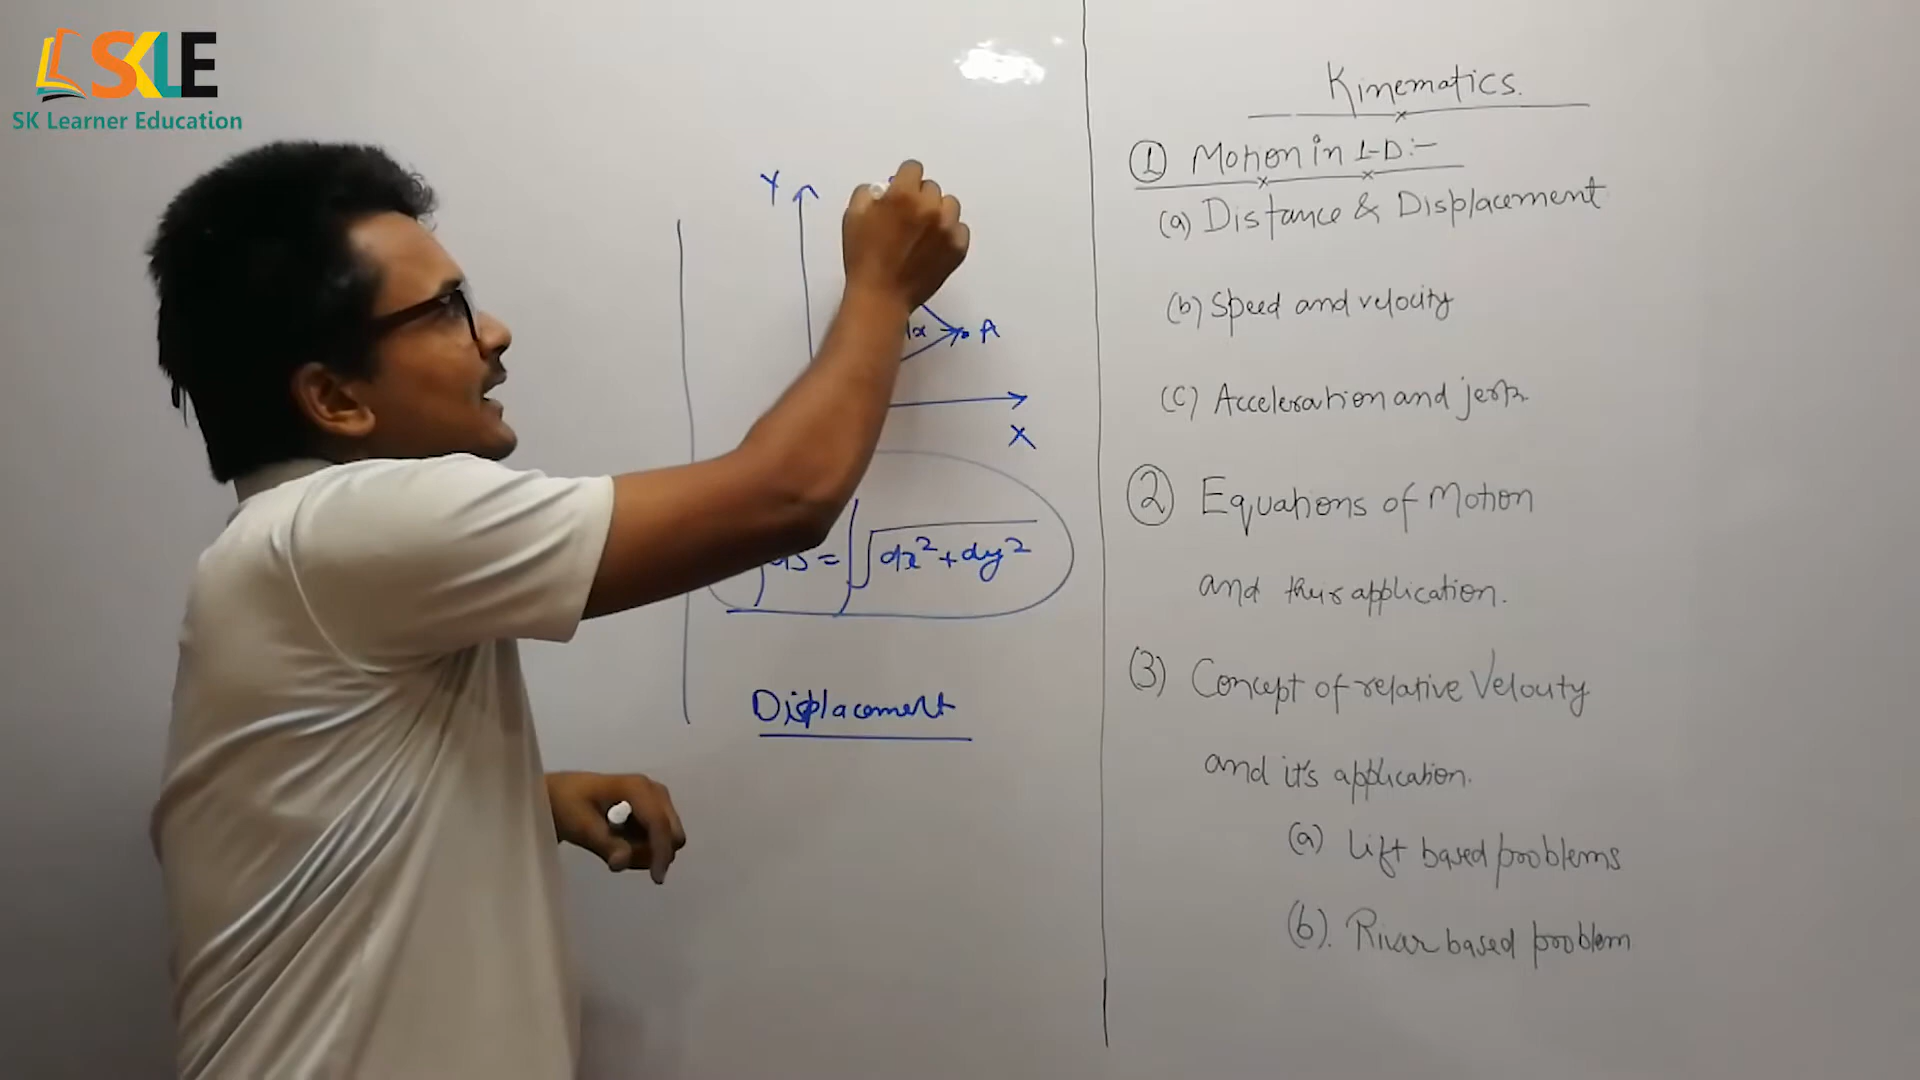 SKLE
SK Learner Education
Y
A
X
dS = ∫√dx²+dy²
Displacement
Kinematics.
① Motion in 1-D:-
(a) Distance & Displacement
(b) Speed and velocity
(c) Acceleration and jerk
② Equations of Motion
and their application.
(3) Concept of relative Velocity
and it's application.
(a) Lift based problems
(b). River based problem